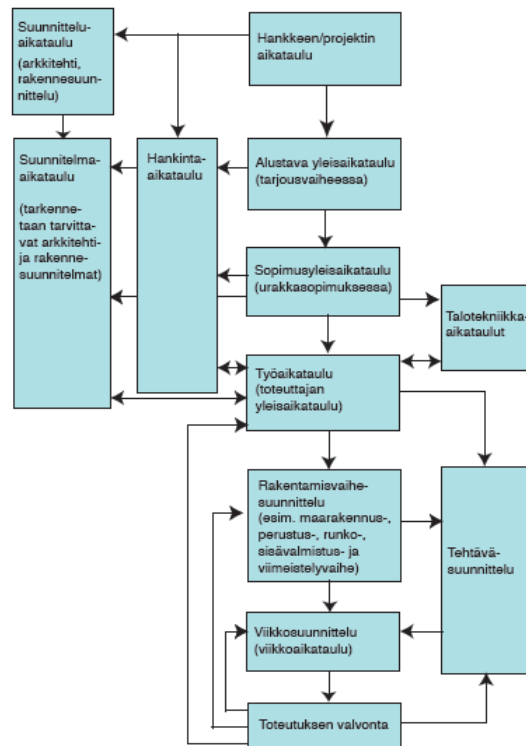 Suunnittelu-
aikataulu
(arkkitehti,
rakennesuun-
nittelu)
Hankkeen/projektin
aikataulu
Suunnitelma-
aikataulu
(tarkenne-
taan tarvitta-
vat arkkitehti-
ja rakenne-
suunnitelmat)
Hankinta-
aikataulu
Alustava yleisaikataulu
(tarjousvaiheessa)
Sopimusyleisaikataulu
(urakkasopimuksessa)
Talotekniikka-
aikataulut
Työaikataulu
(toteuttajan
yleisaikataulu)
Rakentamisvaihe-
suunnittelu
(esim. maarakennus-,
perustus-, runko-,
sisävalmistus- ja
viimeistelyvaihe)
Tehtävä-
suunnittelu
Viikkosuunnittelu
(viikkoaikataulu)
Toteutuksen valvonta